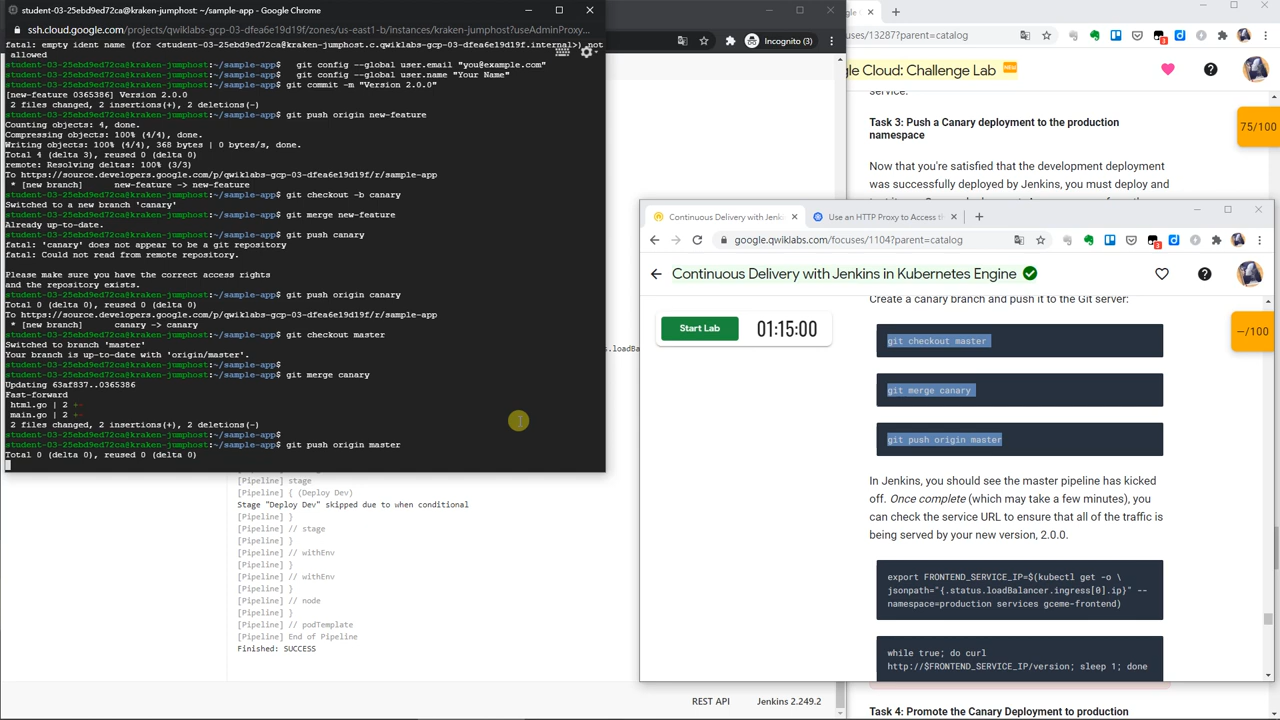 student-03-25ebd9ed72ca@kraken-jumphost: ~/sample-app - Google Chrome
ssh.cloud.google.com/projects/qwiklabs-gcp-03-dfea6e19d19f/zones/us-east1-b/instances/kraken-jumphost?useAdminProxy...
fatal: empty ident name (for <student-03-25ebd9ed72ca@kraken-jumphost.c.qwiklabs-gcp-03-dfea6e19d19f.internal>) not
allowed
student-03-25ebd9ed72ca@kraken-jumphost:~/sample-app$   git config --global user.email "you@example.com"
student-03-25ebd9ed72ca@kraken-jumphost:~/sample-app$   git config --global user.name "Your Name"
student-03-25ebd9ed72ca@kraken-jumphost:~/sample-app$ git commit -m "Version 2.0.0"
[new-feature 0365386] Version 2.0.0
2 files changed, 2 insertions(+), 2 deletions(-)
student-03-25ebd9ed72ca@kraken-jumphost:~/sample-app$ git push origin new-feature
Counting objects: 4, done.
Compressing objects: 100% (4/4), done.
Writing objects: 100% (4/4), 368 bytes | 0 bytes/s, done.
Total 4 (delta 3), reused 0 (delta 0)
remote: Resolving deltas: 100% (3/3)
To https://source.developers.google.com/p/qwiklabs-gcp-03-dfea6e19d19f/r/sample-app
* [new branch]      new-feature -> new-feature
student-03-25ebd9ed72ca@kraken-jumphost:~/sample-app$ git checkout -b canary
Switched to a new branch 'canary'
student-03-25ebd9ed72ca@kraken-jumphost:~/sample-app$ git merge new-feature
Already up-to-date.
student-03-25ebd9ed72ca@kraken-jumphost:~/sample-app$ git push canary
fatal: 'canary' does not appear to be a git repository
fatal: Could not read from remote repository.
Please make sure you have the correct access rights
and the repository exists.
student-03-25ebd9ed72ca@kraken-jumphost:~/sample-app$ git push origin canary
Total 0 (delta 0), reused 0 (delta 0)
To https://source.developers.google.com/p/qwiklabs-gcp-03-dfea6e19d19f/r/sample-app
* [new branch]      canary -> canary
student-03-25ebd9ed72ca@kraken-jumphost:~/sample-app$ git checkout master
Switched to branch 'master'
Your branch is up-to-date with 'origin/master'.
student-03-25ebd9ed72ca@kraken-jumphost:~/sample-app$
student-03-25ebd9ed72ca@kraken-jumphost:~/sample-app$ git merge canary
Updating 63af837..0365386
Fast-forward
html.go | 2 +-
main.go | 2 +-
2 files changed, 2 insertions(+), 2 deletions(-)
student-03-25ebd9ed72ca@kraken-jumphost:~/sample-app$
student-03-25ebd9ed72ca@kraken-jumphost:~/sample-app$ git push origin master
Total 0 (delta 0), reused 0 (delta 0)
Incognito (3)
s.loadBa
[Pipeline] stage
[Pipeline] { (Deploy Dev)
Stage "Deploy Dev" skipped due to when conditional
[Pipeline] }
[Pipeline] // stage
[Pipeline] }
[Pipeline] // withEnv
[Pipeline] }
[Pipeline] // withEnv
[Pipeline] }
[Pipeline] // node
[Pipeline] }
[Pipeline] // podTemplate
[Pipeline] End of Pipeline
Finished: SUCCESS
REST API
Jenkins 2.249.2
uses/13287?parent=catalog
gle Cloud: Challenge Lab
service.
75/100
Task 3: Push a Canary deployment to the production
namespace
Now that you're satisfied that the development deployment
was successfully deployed by Jenkins, you must deploy and
Continuous Delivery with Jenk
Use an HTTP Proxy to Access th
google.qwiklabs.com/focuses/1104?parent=catalog
Continuous Delivery with Jenkins in Kubernetes Engine
Start Lab
01:15:00
--/100
Create a canary branch and push it to the Git server:
git checkout master
git merge canary
git push origin master
In Jenkins, you should see the master pipeline has kicked
off. Once complete (which may take a few minutes), you
can check the service URL to ensure that all of the traffic is
being served by your new version, 2.0.0.
export FRONTEND_SERVICE_IP=$(kubectl get -o \
jsonpath="{.status.loadBalancer.ingress[0].ip}" --
namespace=production services gceme-frontend)
while true; do curl
http://$FRONTEND_SERVICE_IP/version; sleep 1; done
Task 4: Promote the Canary Deployment to production